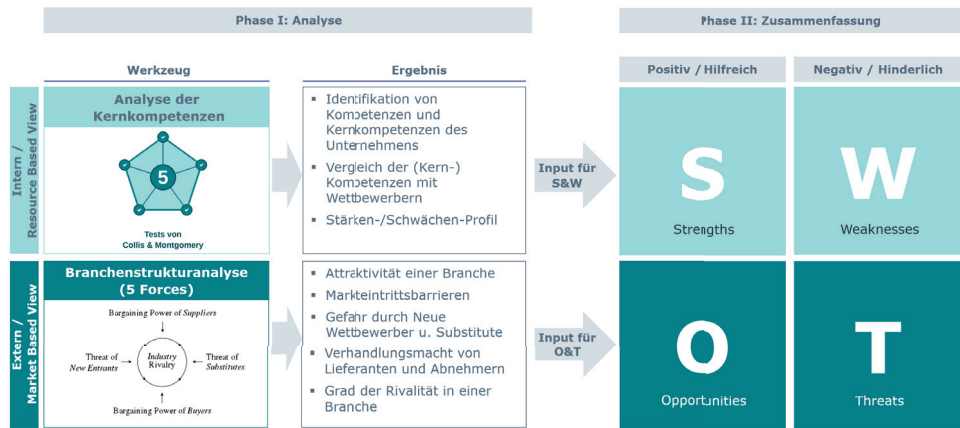 Phase I: Analyse
Phase II: Zusammenfassung
Werkzeug
Ergebnis
Positiv / Hilfreich
Negativ / Hinderlich
Intern /
Resource Based View
Analyse der
Kernkompetenzen
5
Tests von
Collis & Montgomery
▪ Identifikation von
Kompetenzen und
Kernkompetenzen des
Unternehmens
▪ Vergleich der (Kern-)
Kompetenzen mit
Wettbewerbern
▪ Stärken-/Schwächen-Profil
Input für
S&W
S
Strengths
W
Weaknesses
Extern /
Market Based View
Branchenstrukturanalyse
(5 Forces)
Bargaining Power of Suppliers
Threat of
New Entrants
Industry
Rivalry
Threat of
Substitutes
Bargaining Power of Buyers
▪ Attraktivität einer Branche
▪ Markteintrittsbarrieren
▪ Gefahr durch Neue
Wettbewerber u. Substitute
▪ Verhandlungsmacht von
Lieferanten und Abnehmern
▪ Grad der Rivalität in einer
Branche
Input für
O&T
O
Opportunities
T
Threats